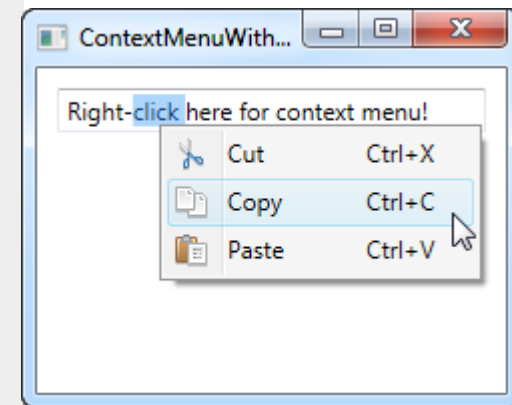 ContextMenuWith...
Right-click here for context menu!
Cut Ctrl+X
Copy Ctrl+C
Paste Ctrl+V